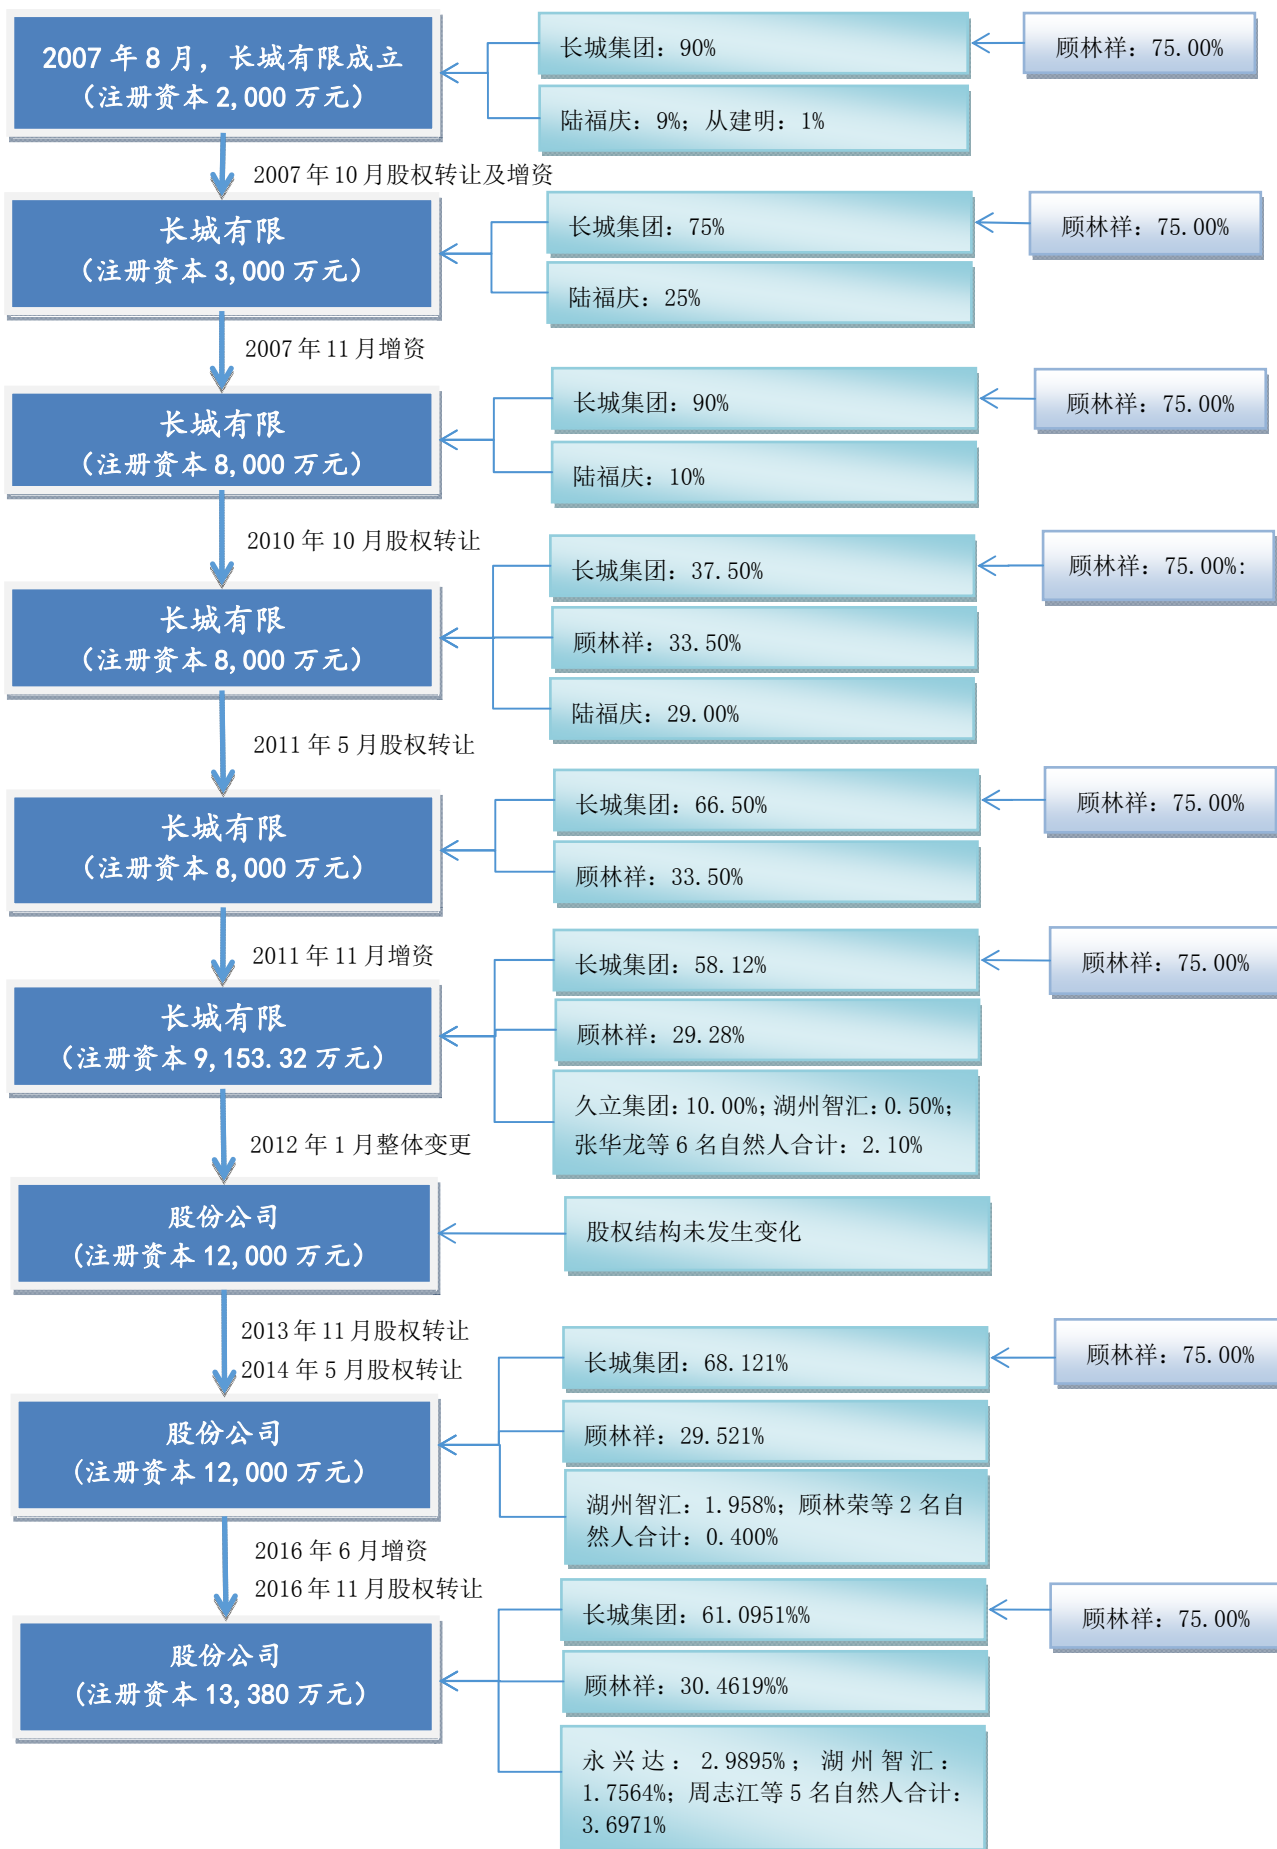 2007 年 8 月，长城有限成立
（注册资本 2,000 万元）
长城集团：90%
顾林祥：75.00%
陆福庆：9%；从建明：1%
2007 年 10 月股权转让及增资
长城有限
（注册资本 3,000 万元）
长城集团：75%
顾林祥：75.00%
陆福庆：25%
2007 年 11 月增资
长城有限
（注册资本 8,000 万元）
长城集团：90%
顾林祥：75.00%
陆福庆：10%
2010 年 10 月股权转让
长城有限
（注册资本 8,000 万元）
长城集团：37.50%
顾林祥：75.00%:
顾林祥：33.50%
陆福庆：29.00%
2011 年 5 月股权转让
长城有限
（注册资本 8,000 万元）
长城集团：66.50%
顾林祥：75.00%
顾林祥：33.50%
2011 年 11 月增资
长城有限
（注册资本 9,153.32 万元）
长城集团：58.12%
顾林祥：75.00%
顾林祥：29.28%
久立集团：10.00%；湖州智汇：0.50%；
张华龙等 6 名自然人合计：2.10%
2012 年 1 月整体变更
股份公司
（注册资本 12,000 万元）
股权结构未发生变化
2013 年 11 月股权转让
2014 年 5 月股权转让
股份公司
（注册资本 12,000 万元）
长城集团：68.121%
顾林祥：75.00%
顾林祥：29.521%
湖州智汇：1.958%；顾林荣等 2 名自
然人合计：0.400%
2016 年 6 月增资
2016 年 11 月股权转让
股份公司
（注册资本 13,380 万元）
长城集团：61.0951%%
顾林祥：75.00%
顾林祥：30.4619%%
永兴达：2.9895%；湖州智汇：
1.7564%；周志江等 5 名自然人合计：
3.6971%